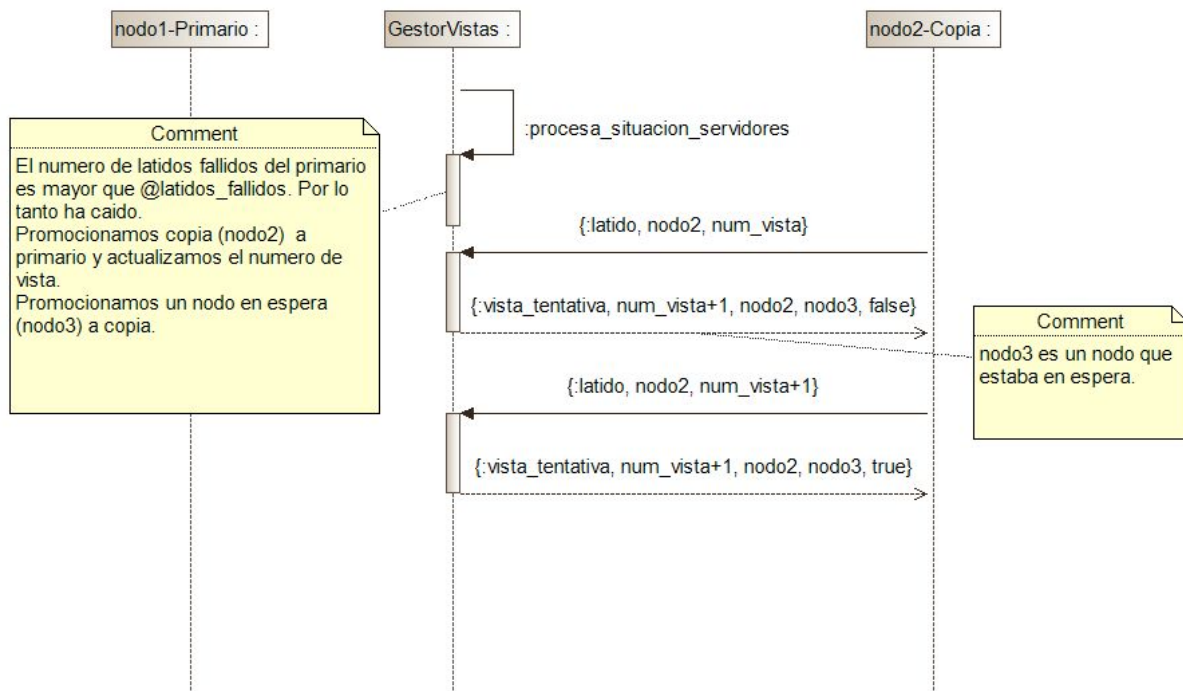 nodo1-Primario :
GestorVistas :
nodo2-Copia :
:procesa_situacion_servidores
Comment
El numero de latidos fallidos del primario
es mayor que @latidos_fallidos. Por lo
tanto ha caido.
Promocionamos copia (nodo2)  a
primario y actualizamos el numero de
vista.
Promocionamos un nodo en espera
(nodo3) a copia.
{:latido, nodo2, num_vista}
{:vista_tentativa, num_vista+1, nodo2, nodo3, false}
Comment
nodo3 es un nodo que
estaba en espera.
{:latido, nodo2, num_vista+1}
{:vista_tentativa, num_vista+1, nodo2, nodo3, true}